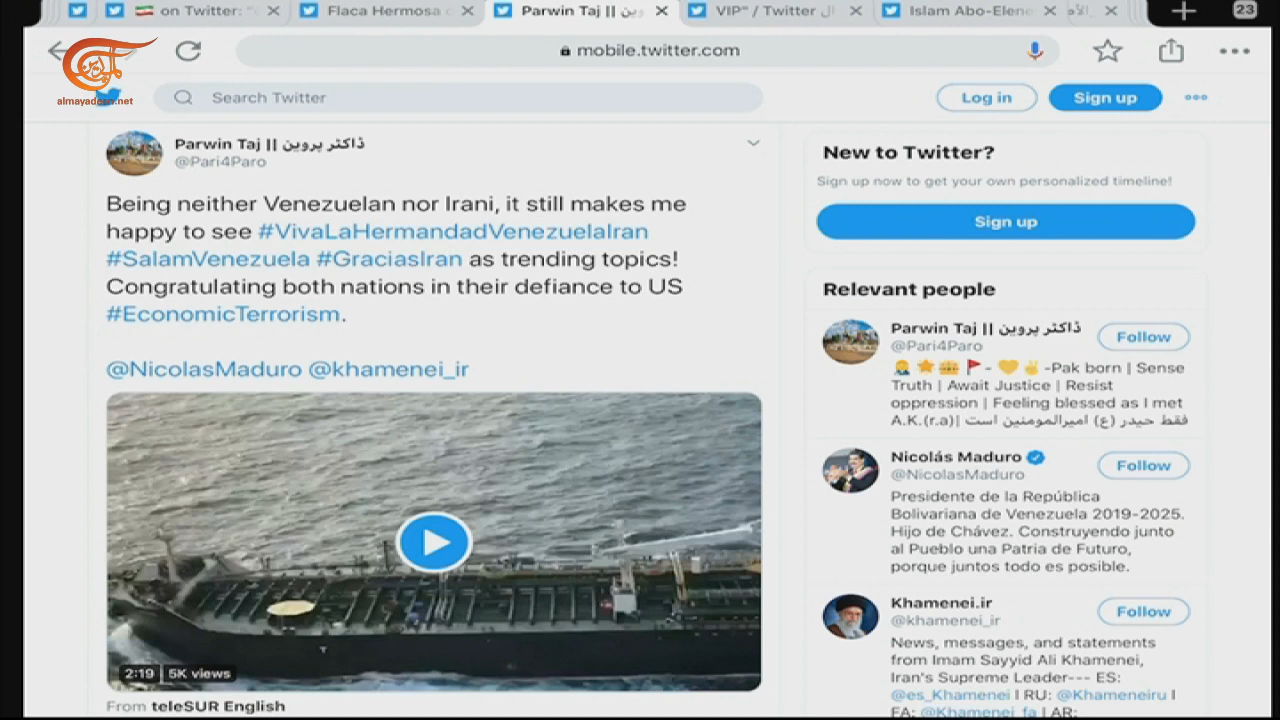 on Twitter: "
Flaca Hermosa
Parwin Taj ||
VIP" / Twitter
Islam Abo-Elene
23
mobile.twitter.com
الميادين
almayadeen.net
Search Twitter
Log in
Sign up
Parwin Taj || ڈاکٹر پروین
@Pari4Paro
Being neither Venezuelan nor Irani, it still makes me
happy to see #VivaLaHermandadVenezuelaIran
#SalamVenezuela #GraciasIran as trending topics!
Congratulating both nations in their defiance to US
#EconomicTerrorism.
@NicolasMaduro @khamenei_ir
2:19 | 5K views
From teleSUR English
New to Twitter?
Sign up now to get your own personalized timeline!
Sign up
Relevant people
Parwin Taj || ڈاکٹر پروین
@Pari4Paro
Follow
-Pak born | Sense
Truth | Await Justice | Resist
oppression | Feeling blessed as I met
A.K.(r.a)| فقط حیدر (ع) امیرالمومنین است
Nicolás Maduro
@NicolasMaduro
Follow
Presidente de la República
Bolivariana de Venezuela 2019-2025.
Hijo de Chávez. Construyendo junto
al Pueblo una Patria de Futuro,
porque juntos todo es posible.
Khamenei.ir
@khamenei_ir
Follow
News, messages, and statements
from Imam Sayyid Ali Khamenei,
Iran's Supreme Leader--- ES:
@es_Khamenei I RU: @Khameneiru I
FA: @Khamenei_fa | AR: